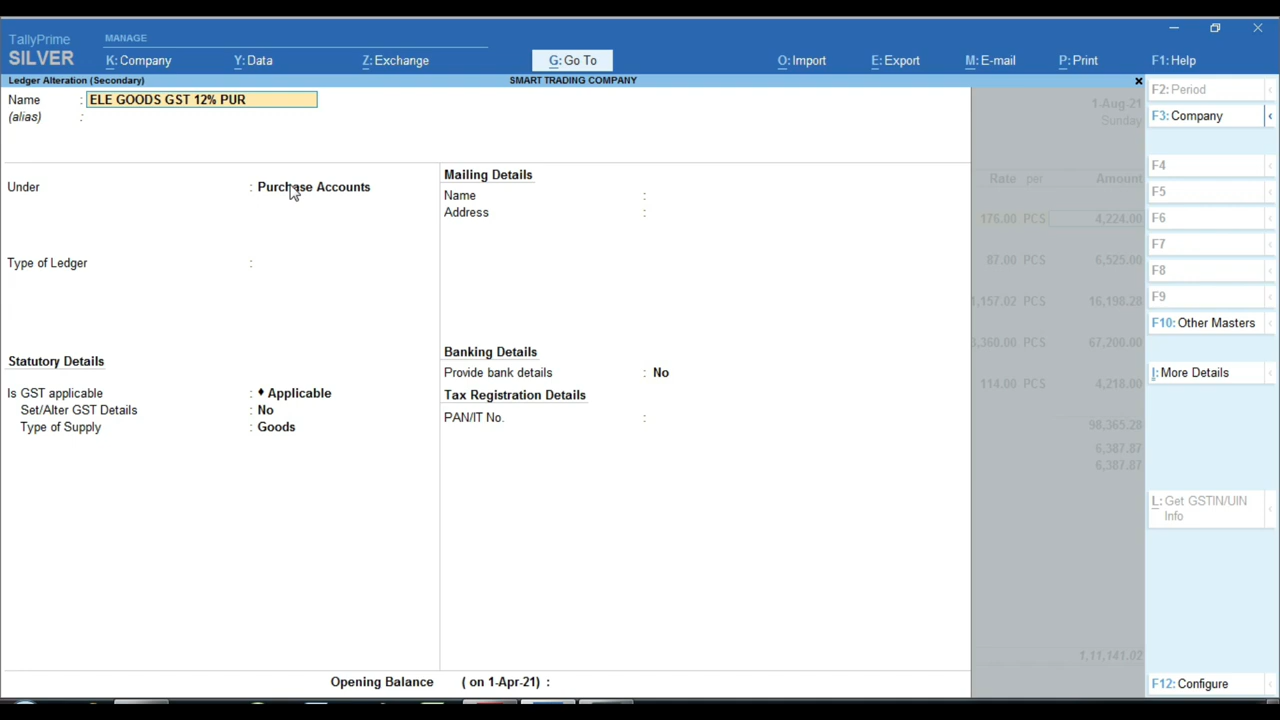 TallyPrime
SILVER
MANAGE
K: Company
Y: Data
Z: Exchange
G: Go To
O: Import
E: Export
M: E-mail
P: Print
F1: Help
Ledger Alteration (Secondary)
SMART TRADING COMPANY
Name : ELE GOODS GST 12% PUR
(alias) :
Under : Purchase Accounts
Type of Ledger :
Statutory Details
Is GST applicable : ♦ Applicable
Set/Alter GST Details : No
Type of Supply : Goods
Mailing Details
Name :
Address :
Banking Details
Provide bank details : No
Tax Registration Details
PAN/IT No. :
Opening Balance ( on 1-Apr-21) :
1-Aug-21
Sunday
Rate per Amount
176.00 PCS 4,224.00
87.00 PCS 6,525.00
1,157.02 PCS 16,198.28
3,360.00 PCS 67,200.00
114.00 PCS 4,218.00
98,365.28
6,387.87
6,387.87
1,11,141.02
F2: Period
F3: Company
F4
F5
F6
F7
F8
F9
F10: Other Masters
I: More Details
L: Get GSTIN/UIN
Info
F12: Configure